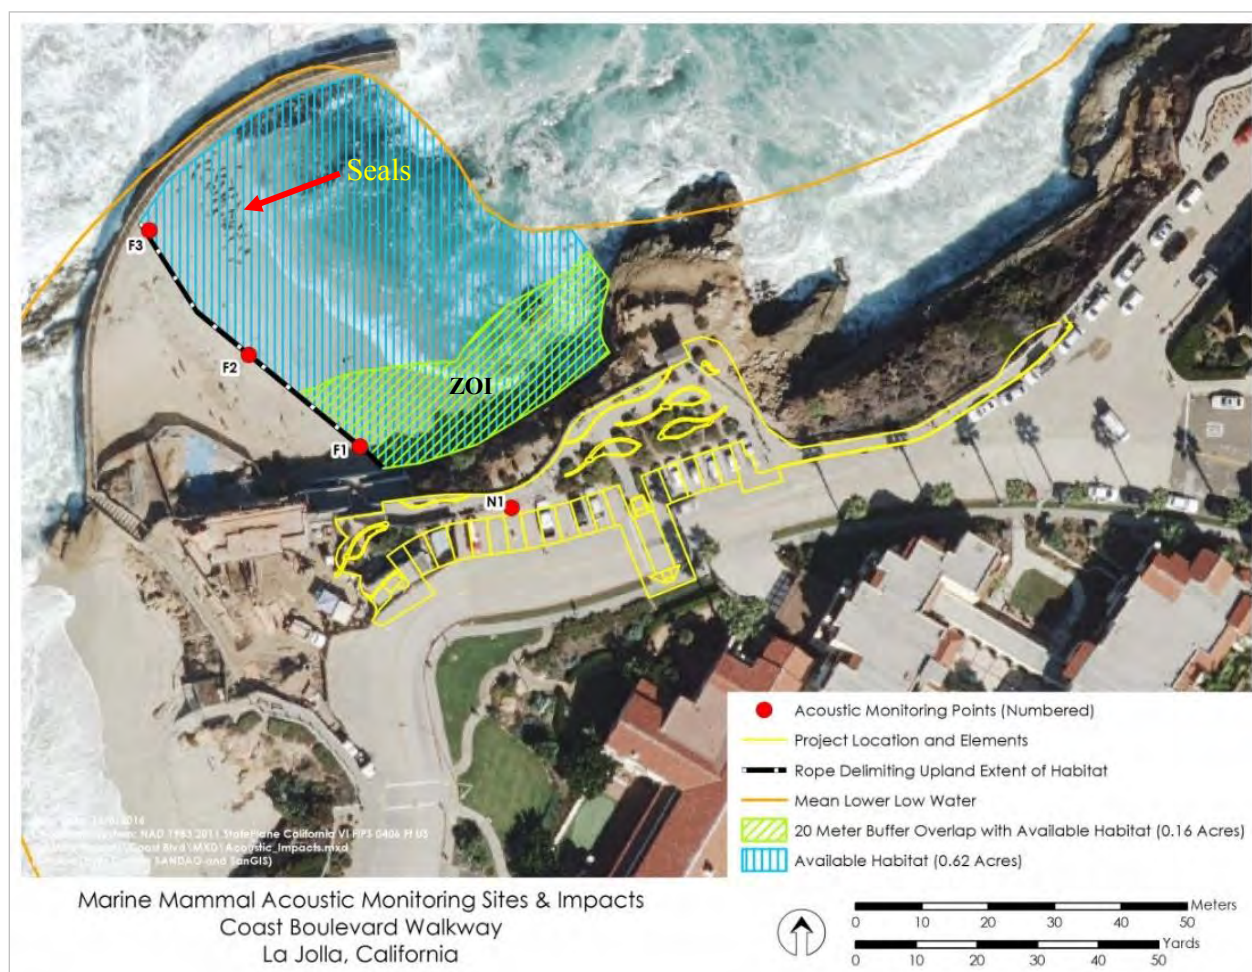 Seals
F3
F2
ZOI
F1
N1
Acoustic Monitoring Points (Numbered)
Project Location and Elements
Rope Delimiting Upland Extent of Habitat
Mean Lower Low Water
20 Meter Buffer Overlap with Available Habitat (0.16 Acres)
Available Habitat (0.62 Acres)
Marine Mammal Acoustic Monitoring Sites & Impacts
Coast Boulevard Walkway
La Jolla, California
Meters
0 10 20 30 40 50
Yards
0 10 20 30 40 50